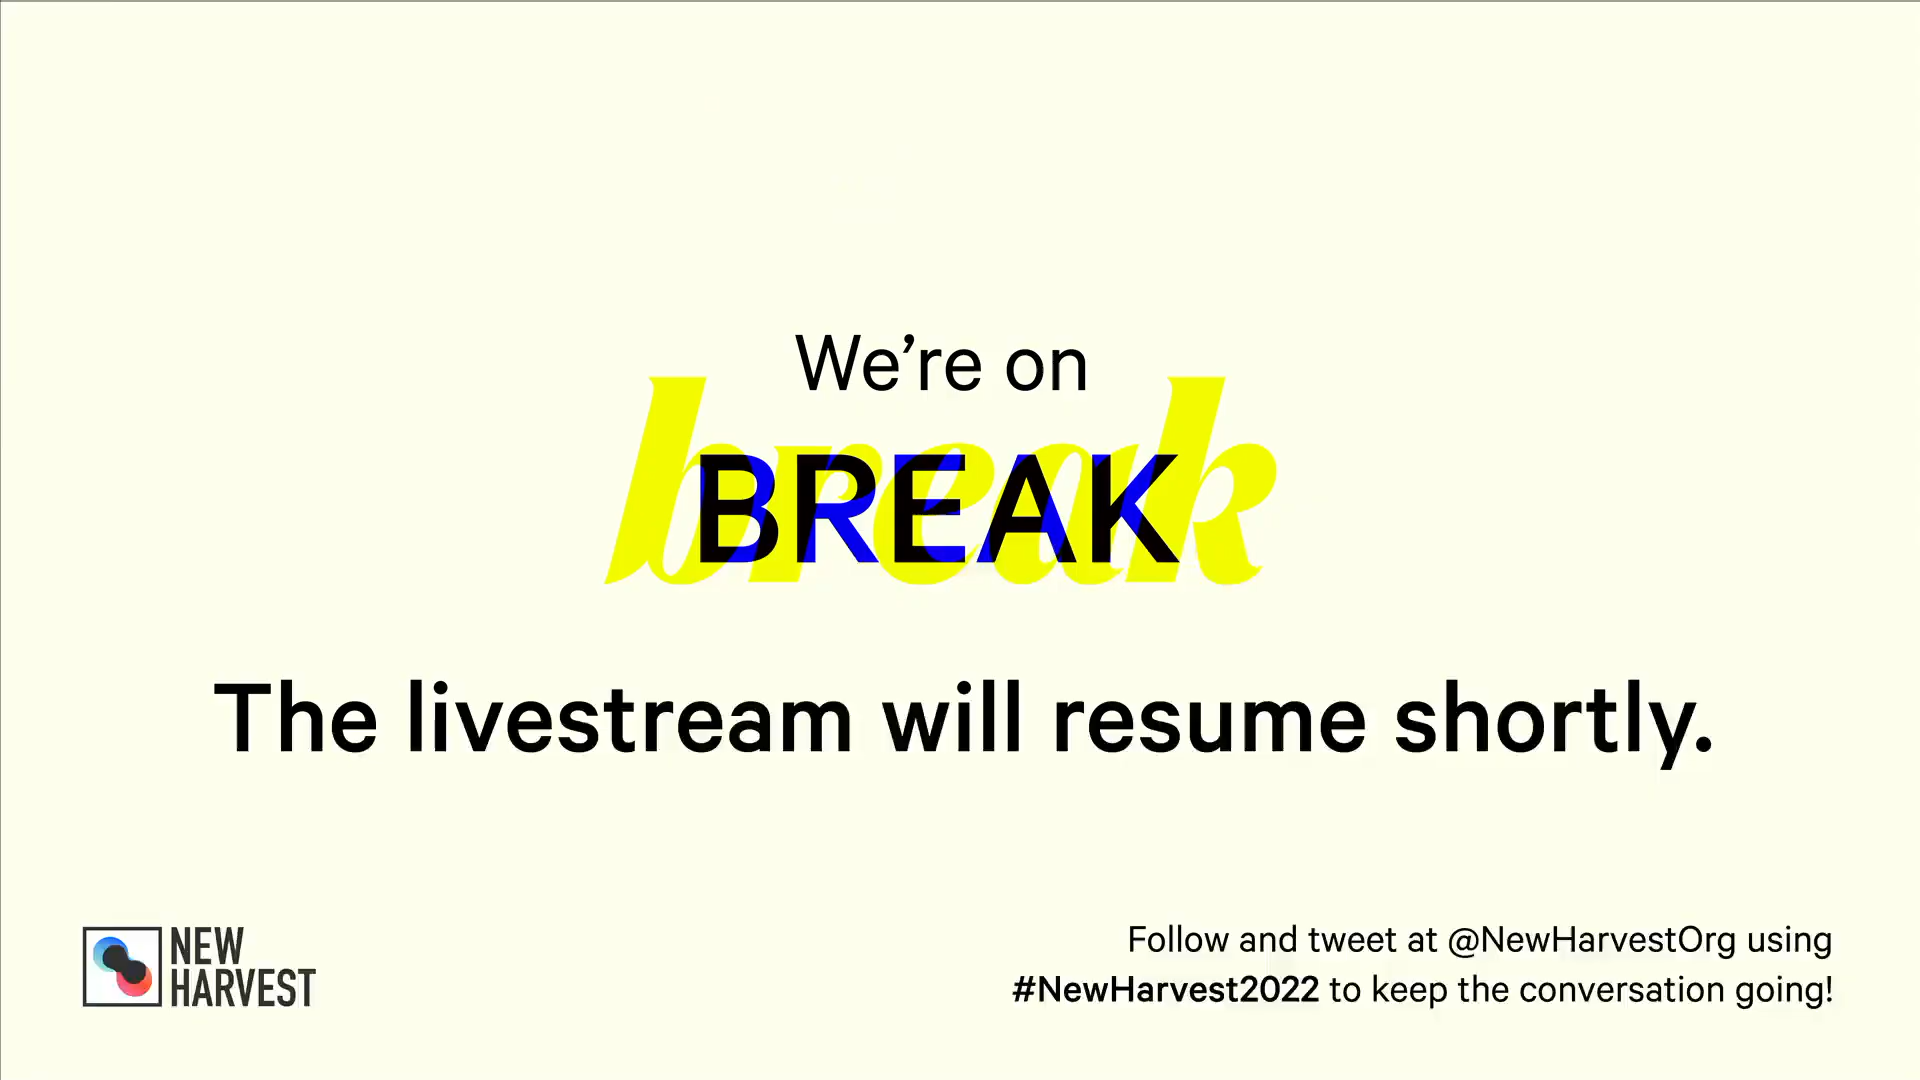 We’re on
break
BREAK
The livestream will resume shortly.
NEW
HARVEST
Follow and tweet at @NewHarvestOrg using
#NewHarvest2022 to keep the conversation going!